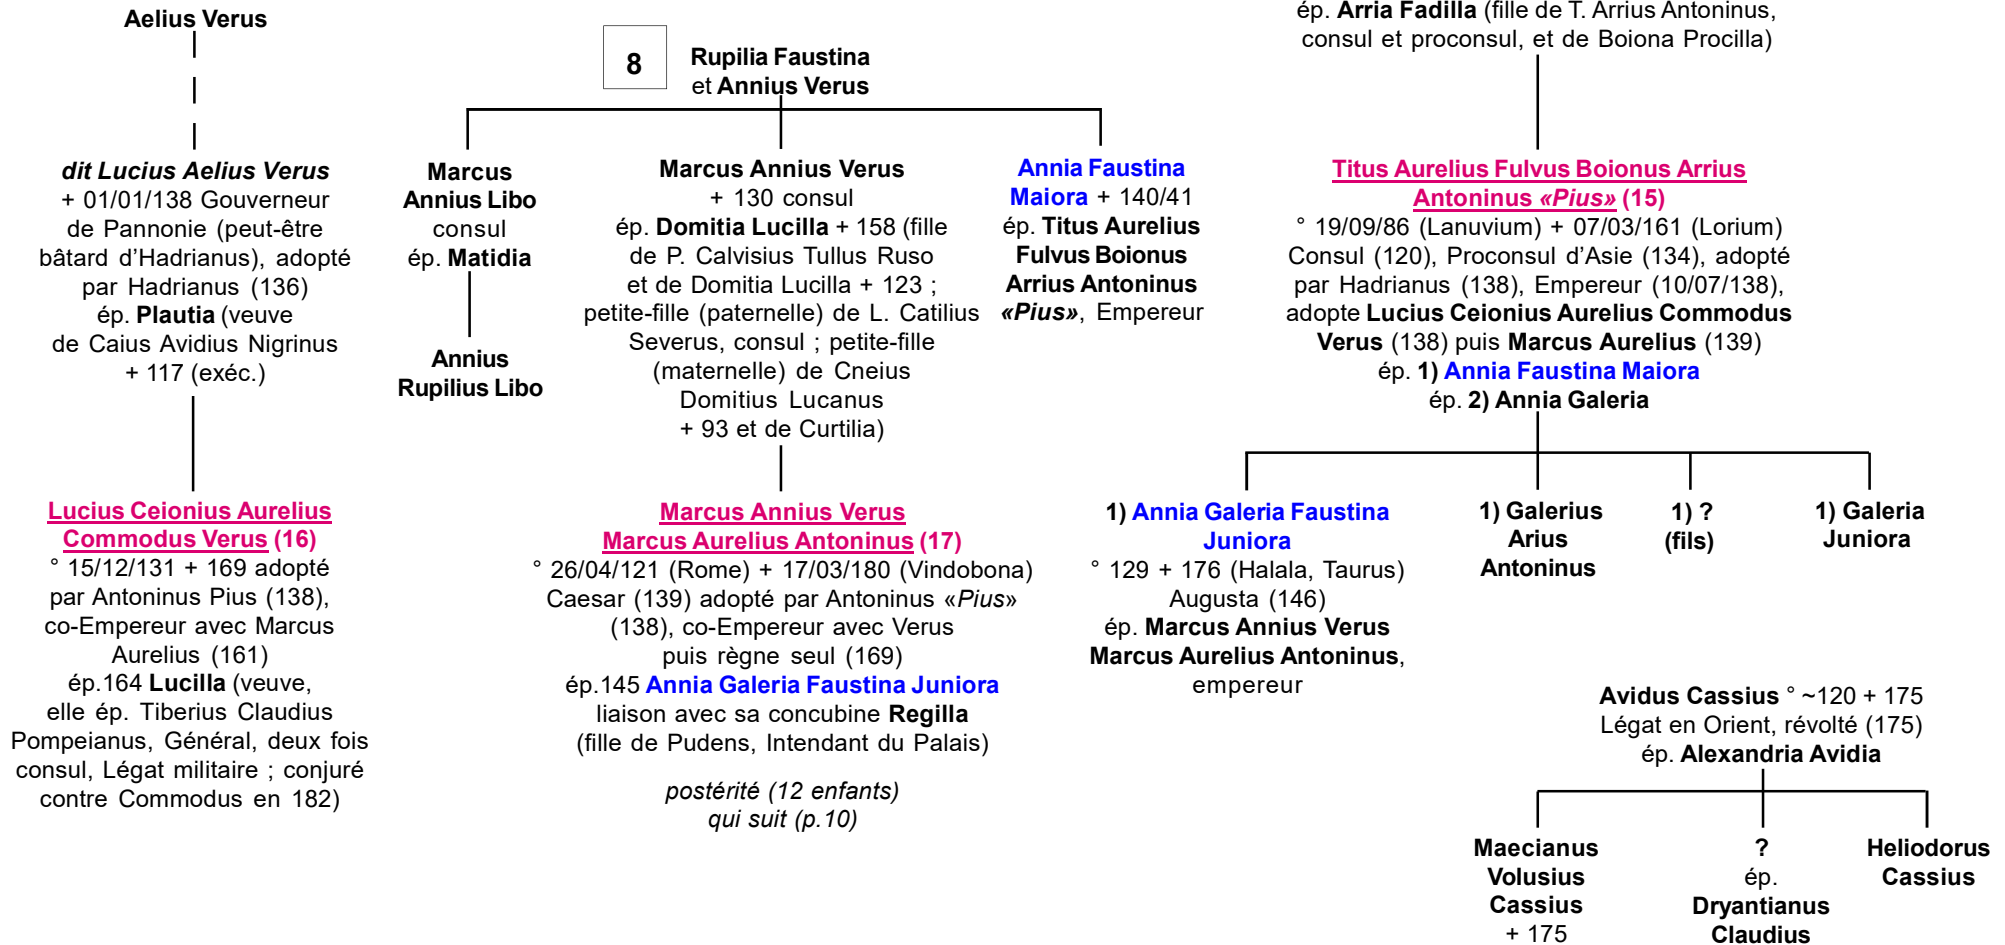 Aelius Verus
dit Lucius Aelius Verus
+ 01/01/138 Gouverneur
de Pannonie (peut-être
bâtard d’Hadrianus), adopté
par Hadrianus (136)
ép. Plautia (veuve
de Caius Avidius Nigrinus
+ 117 (exéc.)
Lucius Ceionius Aurelius
Commodus Verus (16)
° 15/12/131 + 169 adopté
par Antoninus Pius (138),
co-Empereur avec Marcus
Aurelius (161)
ép.164 Lucilla (veuve,
elle ép. Tiberius Claudius
Pompeianus, Général, deux fois
consul, Légat militaire ; conjuré
contre Commodus en 182)
8
Rupilia Faustina
et Annius Verus
Marcus
Annius Libo
consul
ép. Matidia
Annius
Rupilius Libo
Marcus Annius Verus
+ 130 consul
ép. Domitia Lucilla + 158 (fille
de P. Calvisius Tullus Ruso
et de Domitia Lucilla + 123 ;
petite-fille (paternelle) de L. Catilius
Severus, consul ; petite-fille
(maternelle) de Cneius
Domitius Lucanus
+ 93 et de Curtilia)
Marcus Annius Verus
Marcus Aurelius Antoninus (17)
° 26/04/121 (Rome) + 17/03/180 (Vindobona)
Caesar (139) adopté par Antoninus «Pius»
(138), co-Empereur avec Verus
puis règne seul (169)
ép.145 Annia Galeria Faustina Juniora
liaison avec sa concubine Regilla
(fille de Pudens, Intendant du Palais)
postérité (12 enfants)
qui suit (p.10)
Annia Faustina
Maiora + 140/41
ép. Titus Aurelius
Fulvus Boionus
Arrius Antoninus
«Pius», Empereur
ép. Arria Fadilla (fille de T. Arrius Antoninus,
consul et proconsul, et de Boiona Procilla)
Titus Aurelius Fulvus Boionus Arrius
Antoninus «Pius» (15)
° 19/09/86 (Lanuvium) + 07/03/161 (Lorium)
Consul (120), Proconsul d’Asie (134), adopté
par Hadrianus (138), Empereur (10/07/138),
adopte Lucius Ceionius Aurelius Commodus
Verus (138) puis Marcus Aurelius (139)
ép. 1) Annia Faustina Maiora
ép. 2) Annia Galeria
1) Annia Galeria Faustina
Juniora
° 129 + 176 (Halala, Taurus)
Augusta (146)
ép. Marcus Annius Verus
Marcus Aurelius Antoninus,
empereur
1) Galerius
Arius
Antoninus
1) ?
(fils)
1) Galeria
Juniora
Avidus Cassius ° ~120 + 175
Légat en Orient, révolté (175)
ép. Alexandria Avidia
Maecianus
Volusius
Cassius
+ 175
?
ép.
Dryantianus
Claudius
Heliodorus
Cassius